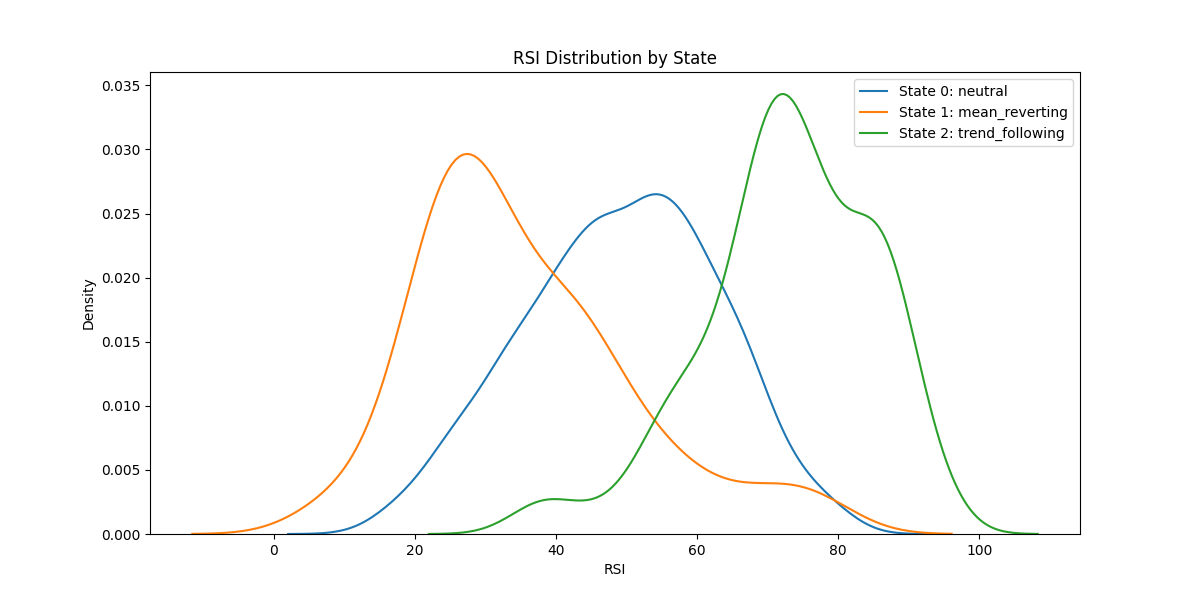 RSI Distribution by State
State 0: neutral
State 1: mean_reverting
State 2: trend_following
Density
0.035
0.030
0.025
0.020
0.015
0.010
0.005
0.000
0
20
40
60
80
100
RSI